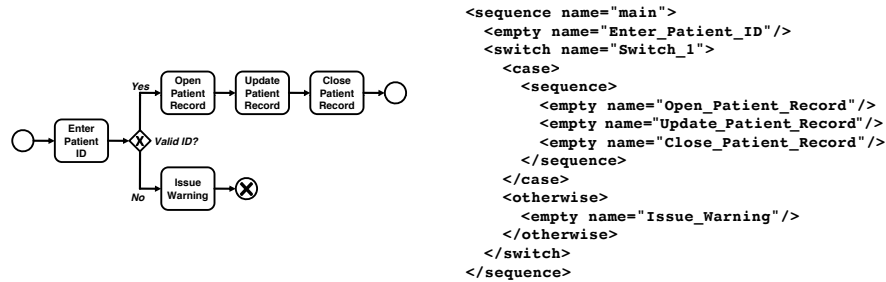 Enter
Patient
ID
Valid ID?
Yes
Open
Patient
Record
Update
Patient
Record
Close
Patient
Record
No
Issue
Warning
<sequence name="main">
<empty name="Enter_Patient_ID"/>
<switch name="Switch_1">
<case>
<sequence>
<empty name="Open_Patient_Record"/>
<empty name="Update_Patient_Record"/>
<empty name="Close_Patient_Record"/>
</sequence>
</case>
<otherwise>
<empty name="Issue_Warning"/>
</otherwise>
</switch>
</sequence>